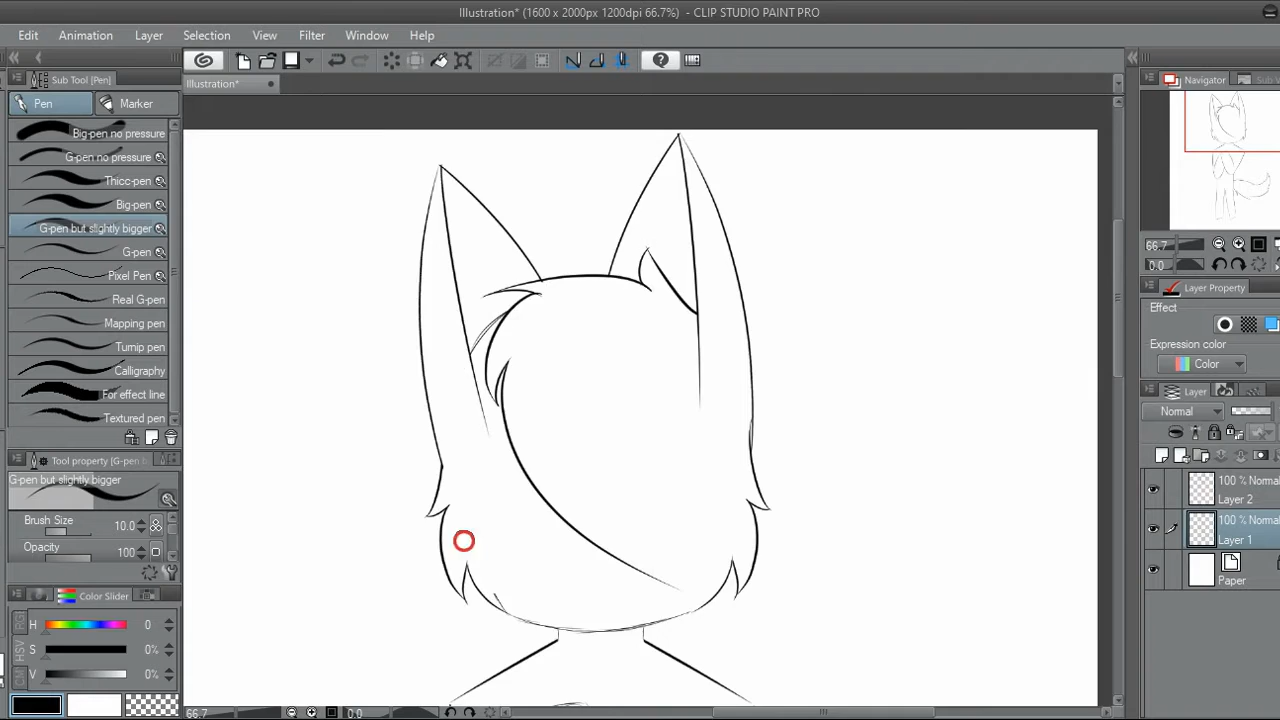 Illustration* (1600 x 2000px 1200dpi 66.7%) - CLIP STUDIO PAINT PRO
Edit Animation Layer Selection View Filter Window Help
Illustration*
Sub Tool [Pen]
Pen Marker
Big-pen no pressure
G-pen no pressure
Thicc-pen
Big-pen
G-pen but slightly bigger
G-pen
Pixel Pen
Real G-pen
Mapping pen
Turnip pen
Calligraphy
For effect line
Textured pen
Tool property [G-pen b
G-pen but slightly bigger
Brush Size 10.0
Opacity 100
Color Slider
H 0
S 0%
V 0%
66.7 0.0
Navigator
66.7
0.0
Layer Property
Effect
Expression color
Color
Layer
Normal
100 % Normal
Layer 2
100 % Normal
Layer 1
Paper